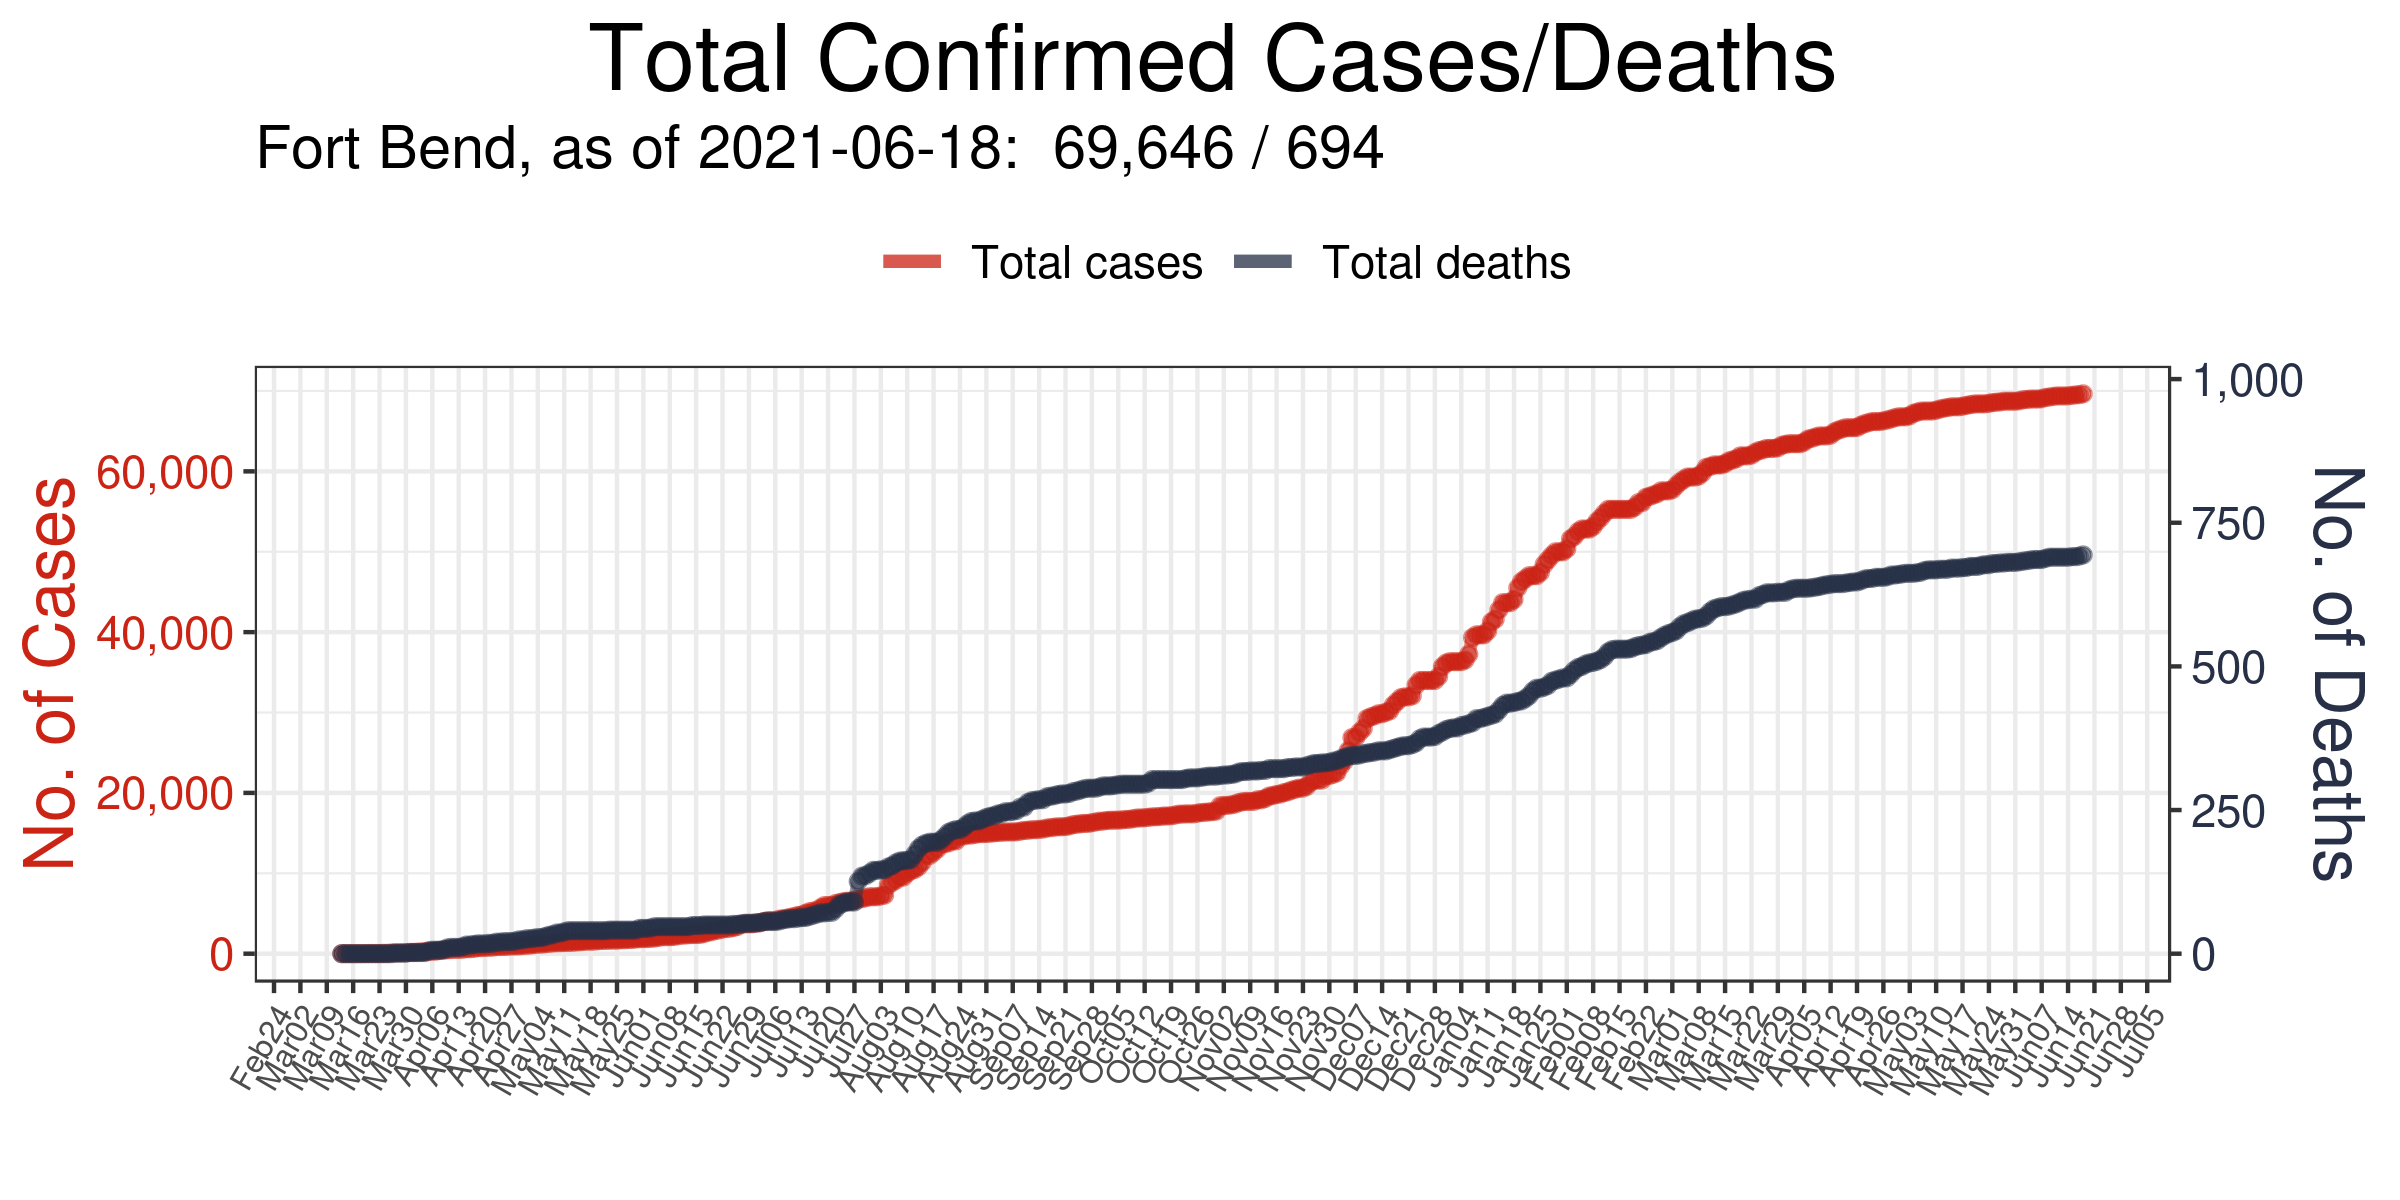 Total Confirmed Cases/Deaths
Fort Bend, as of 2021-06-18:  69,646 / 694
Total cases
Total deaths
No. of Cases
60,000
40,000
20,000
0
1,000
750
500
250
0
No. of Deaths
Feb24
Mar02
Mar09
Mar16
Mar23
Mar30
Apr06
Apr13
Apr20
Apr27
May04
May11
May18
May25
Jun01
Jun08
Jun15
Jun22
Jun29
Jul06
Jul13
Jul20
Jul27
Aug03
Aug10
Aug17
Aug24
Aug31
Sep07
Sep14
Sep21
Sep28
Oct05
Oct12
Oct19
Oct26
Nov02
Nov09
Nov16
Nov23
Nov30
Dec07
Dec14
Dec21
Dec28
Jan04
Jan11
Jan18
Jan25
Feb01
Feb08
Feb15
Feb22
Mar01
Mar08
Mar15
Mar22
Mar29
Apr05
Apr12
Apr19
Apr26
May03
May10
May17
May24
May31
Jun07
Jun14
Jun21
Jun28
Jul05